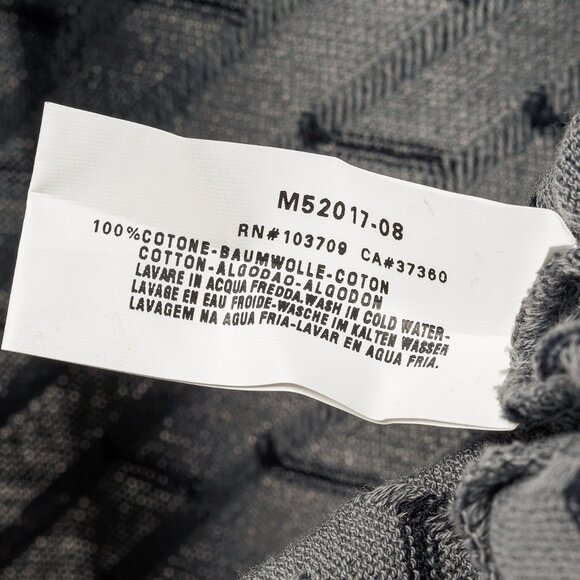 M52017-08
RN#103709 CA#37360
100%COTONE-BAUMWOLLE-COTON
COTTON-ALGODAO-ALGODON
LAVARE IN ACQUA FREDDA.WASH IN COLD WATER-
LAVAGE EN EAU FROIDE-WASCHE IM KALTEN WASSER
LAVAGEM NA AGUA FRIA-LAVAR EN AGUA FRIA.